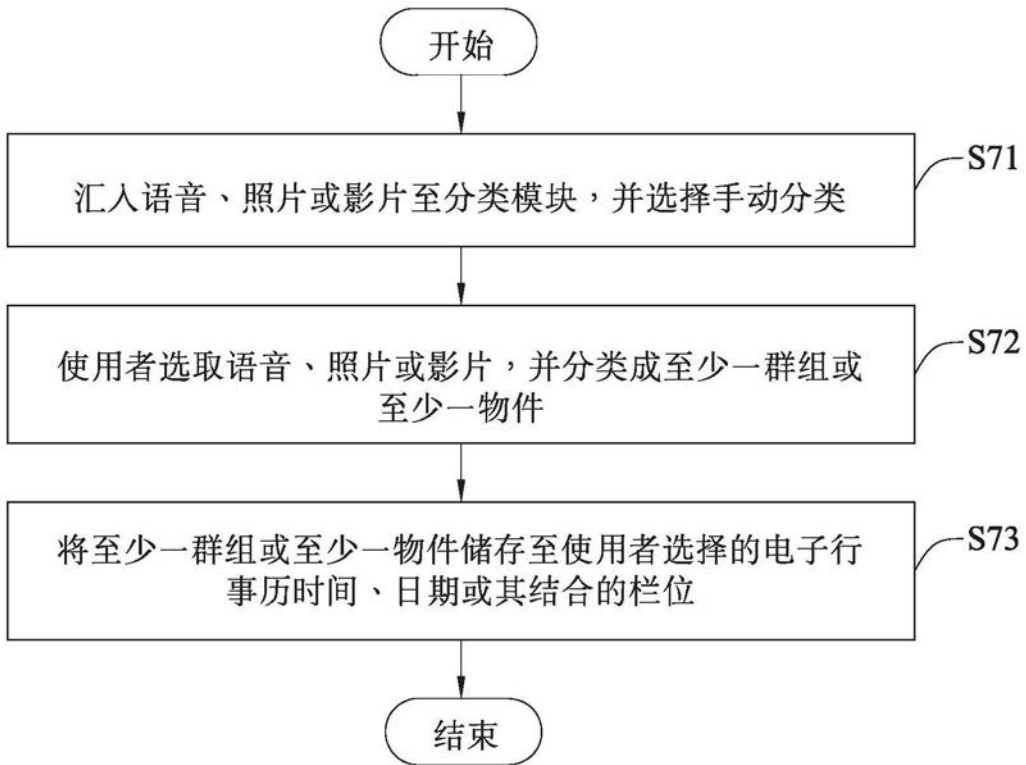 开始
汇入语音、照片或影片至分类模块，并选择手动分类
S71
使用者选取语音、照片或影片，并分类成至少一群组或
至少一物件
S72
将至少一群组或至少一物件储存至使用者选择的电子行
事历时间、日期或其结合的栏位
S73
结束